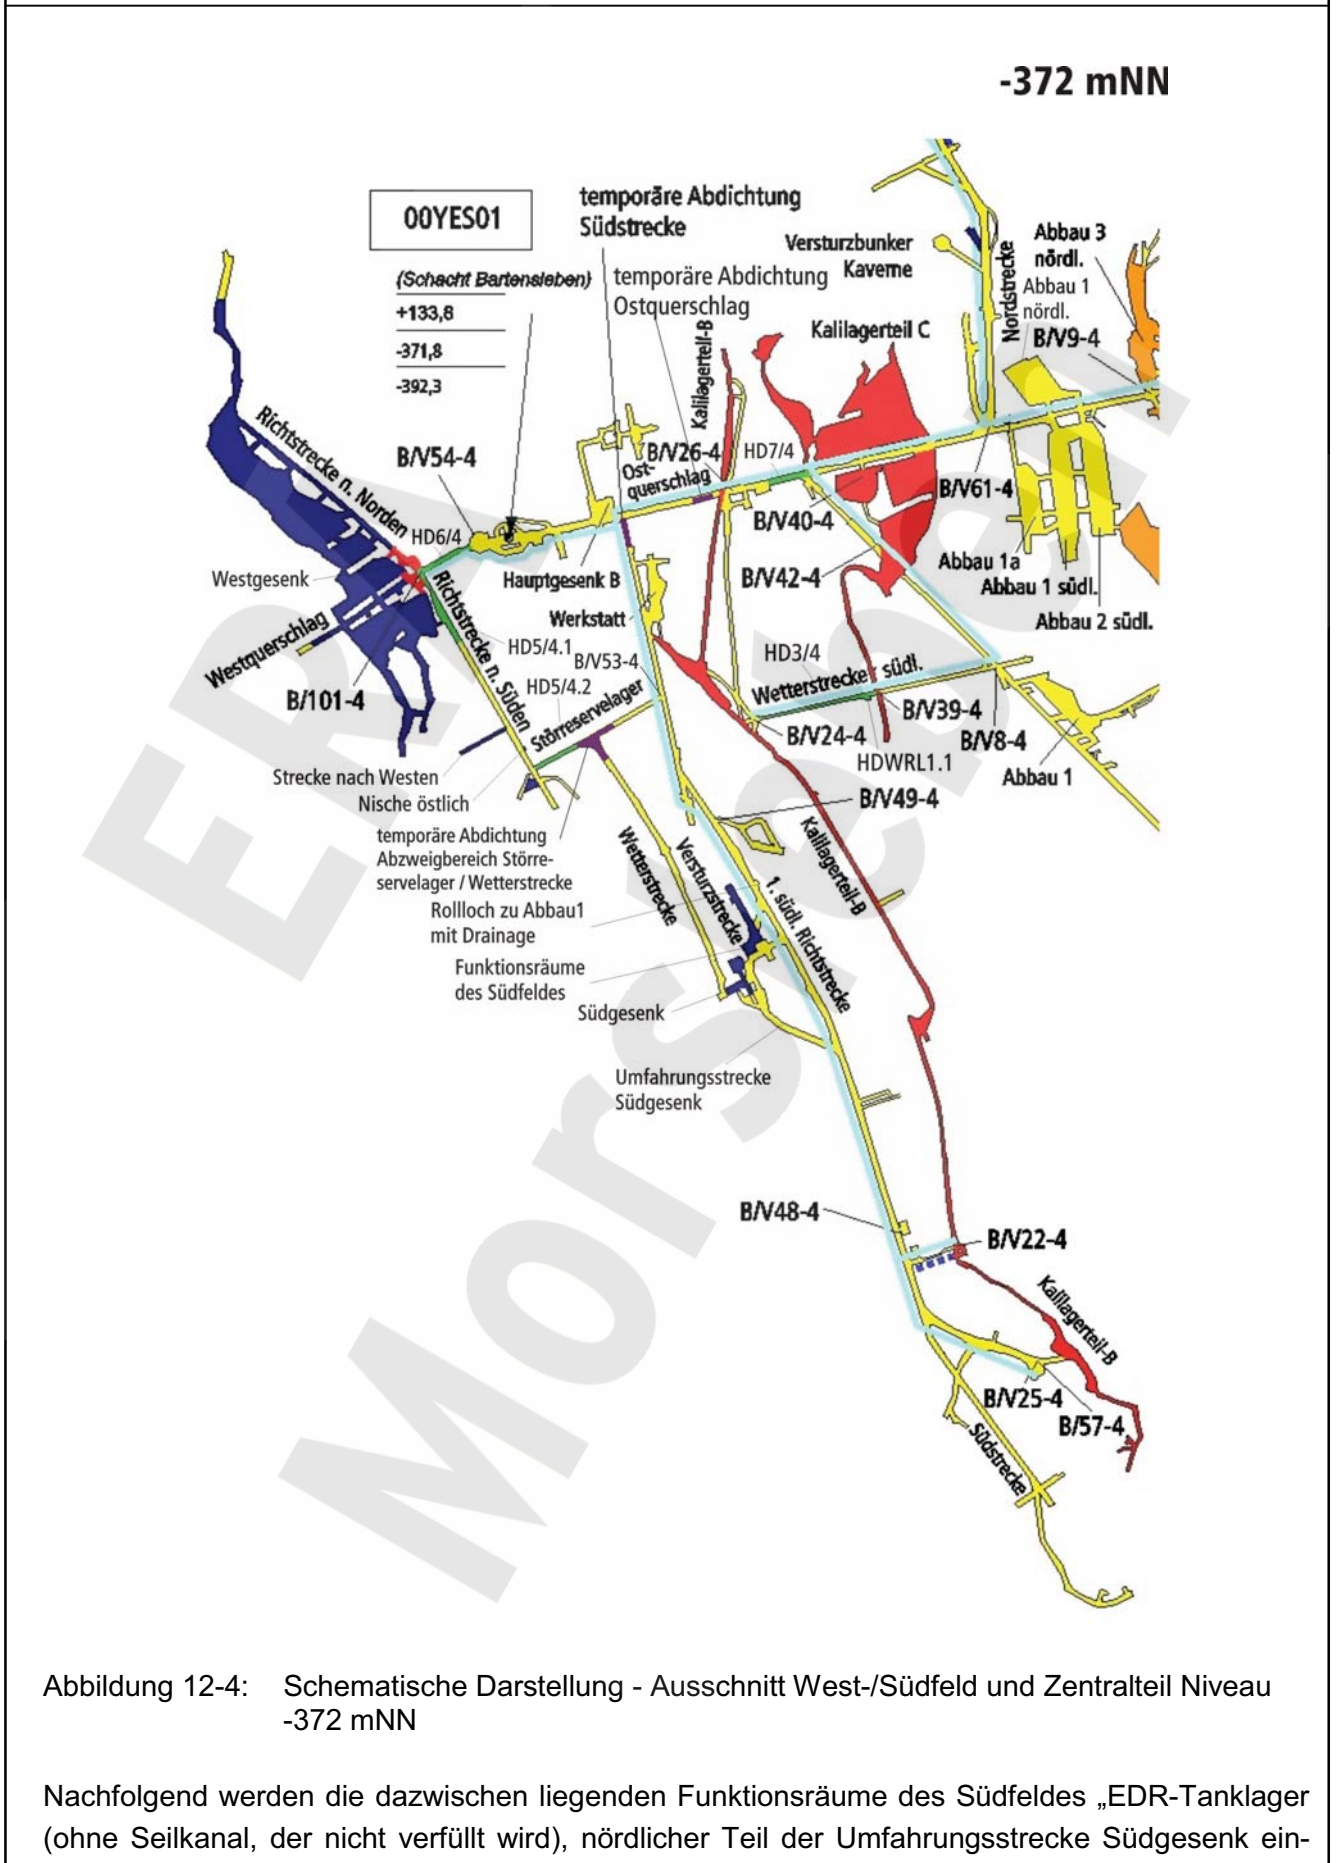 -372 mNN
00YES01
(Schacht Bartensleben)
+133,8
-371,8
-392,3
temporäre Abdichtung
Südstrecke
temporäre Abdichtung
Ostquerschlag
Versturzbunker
Kaverne
Nordstrecke
Abbau 3
nördl.
Abbau 1
nördl.
B/V9-4
Kalilagerteil-B
Kalilagerteil C
Richtstrecke n. Norden
B/V54-4
HD6/4
Ost-
querschlag
B/V26-4
HD7/4
B/V61-4
B/V40-4
B/V42-4
Abbau 1a
Abbau 1 südl.
Abbau 2 südl.
Westgesenk
Westquerschlag
B/101-4
Hauptgesenk B
Werkstatt
Richtstrecke n. Süden
HD5/4.1
B/V53-4
HD5/4.2
Störreservelager
HD3/4
Wetterstrecke südl.
B/V39-4
B/V24-4
B/V8-4
HDWRL1.1
Abbau 1
B/V49-4
Strecke nach Westen
Nische östlich
temporäre Abdichtung
Abzweigbereich Större-
servelager / Wetterstrecke
Wetterstrecke
Versturzstrecke
1. südl. Richtstrecke
Kalilagerteil-B
Rollloch zu Abbau1
mit Drainage
Funktionsräume
des Südfeldes
Südgesenk
Umfahrungsstrecke
Südgesenk
B/V48-4
B/V22-4
Kalilagerteil-B
B/V25-4
B/57-4
Südstrecke
ERA Morsleben
Abbildung 12-4: Schematische Darstellung - Ausschnitt West-/Südfeld und Zentralteil Niveau
-372 mNN
Nachfolgend werden die dazwischen liegenden Funktionsräume des Südfeldes „EDR-Tanklager
(ohne Seilkanal, der nicht verfüllt wird), nördlicher Teil der Umfahrungsstrecke Südgesenk ein-